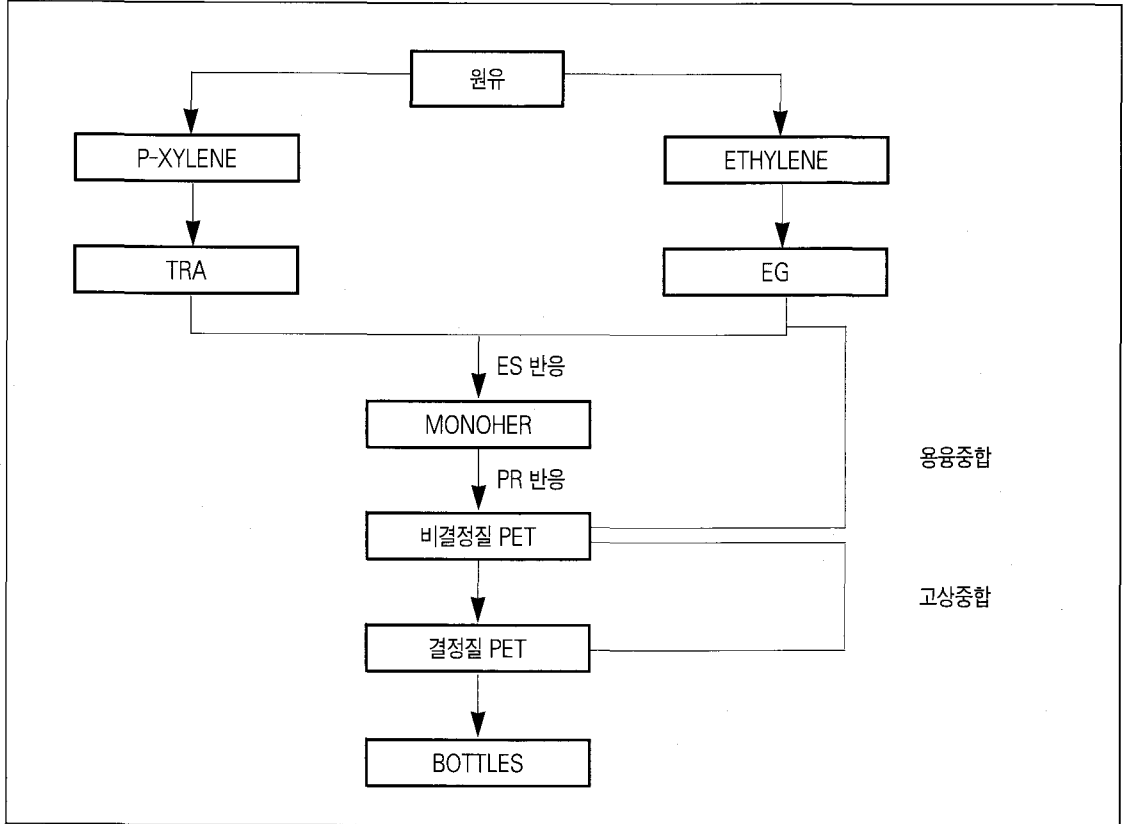 원유
P-XYLENE
ETHYLENE
TRA
EG
ES 반응
MONOHER
용융중합
PR 반응
비결정질 PET
고상중합
결정질 PET
BOTTLES